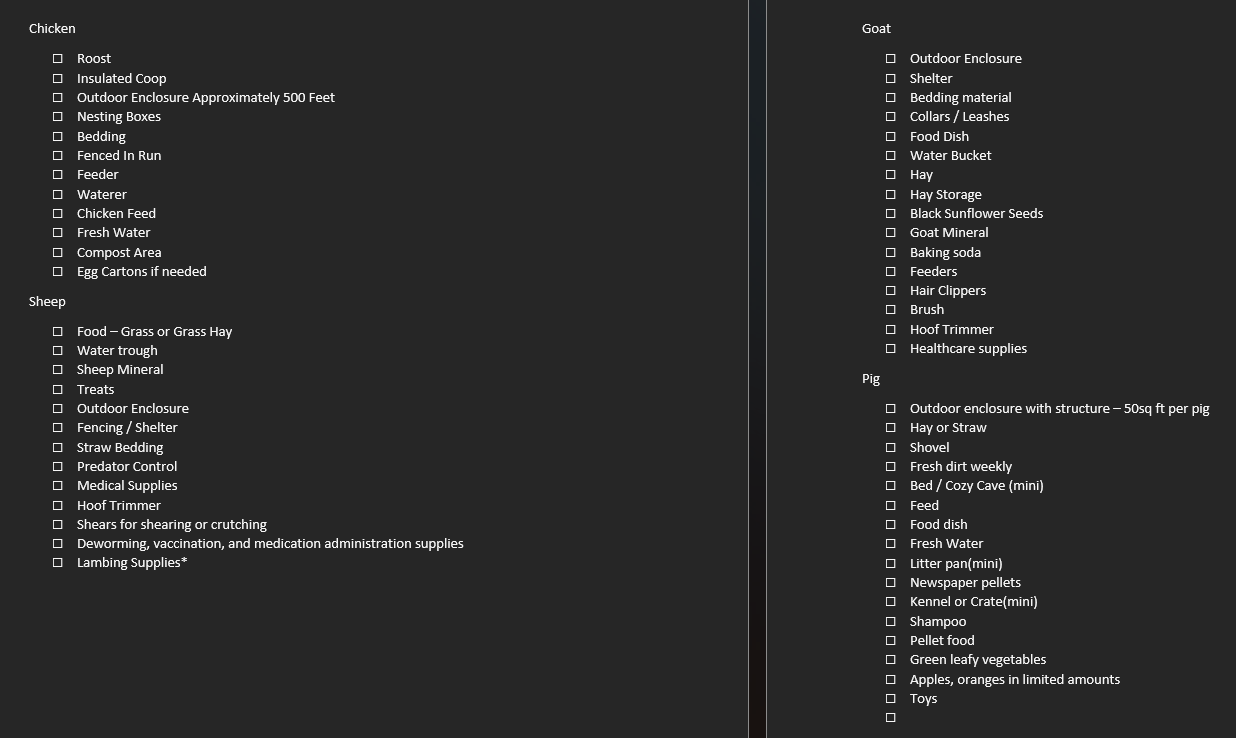 Chicken
☐ Roost
☐ Insulated Coop
☐ Outdoor Enclosure Approximately 500 Feet
☐ Nesting Boxes
☐ Bedding
☐ Fenced In Run
☐ Feeder
☐ Waterer
☐ Chicken Feed
☐ Fresh Water
☐ Compost Area
☐ Egg Cartons if needed
Sheep
☐ Food – Grass or Grass Hay
☐ Water trough
☐ Sheep Mineral
☐ Treats
☐ Outdoor Enclosure
☐ Fencing / Shelter
☐ Straw Bedding
☐ Predator Control
☐ Medical Supplies
☐ Hoof Trimmer
☐ Shears for shearing or crutching
☐ Deworming, vaccination, and medication administration supplies
☐ Lambing Supplies*
Goat
☐ Outdoor Enclosure
☐ Shelter
☐ Bedding material
☐ Collars / Leashes
☐ Food Dish
☐ Water Bucket
☐ Hay
☐ Hay Storage
☐ Black Sunflower Seeds
☐ Goat Mineral
☐ Baking soda
☐ Feeders
☐ Hair Clippers
☐ Brush
☐ Hoof Trimmer
☐ Healthcare supplies
Pig
☐ Outdoor enclosure with structure – 50sq ft per pig
☐ Hay or Straw
☐ Shovel
☐ Fresh dirt weekly
☐ Bed / Cozy Cave (mini)
☐ Feed
☐ Food dish
☐ Fresh Water
☐ Litter pan(mini)
☐ Newspaper pellets
☐ Kennel or Crate(mini)
☐ Shampoo
☐ Pellet food
☐ Green leafy vegetables
☐ Apples, oranges in limited amounts
☐ Toys
☐